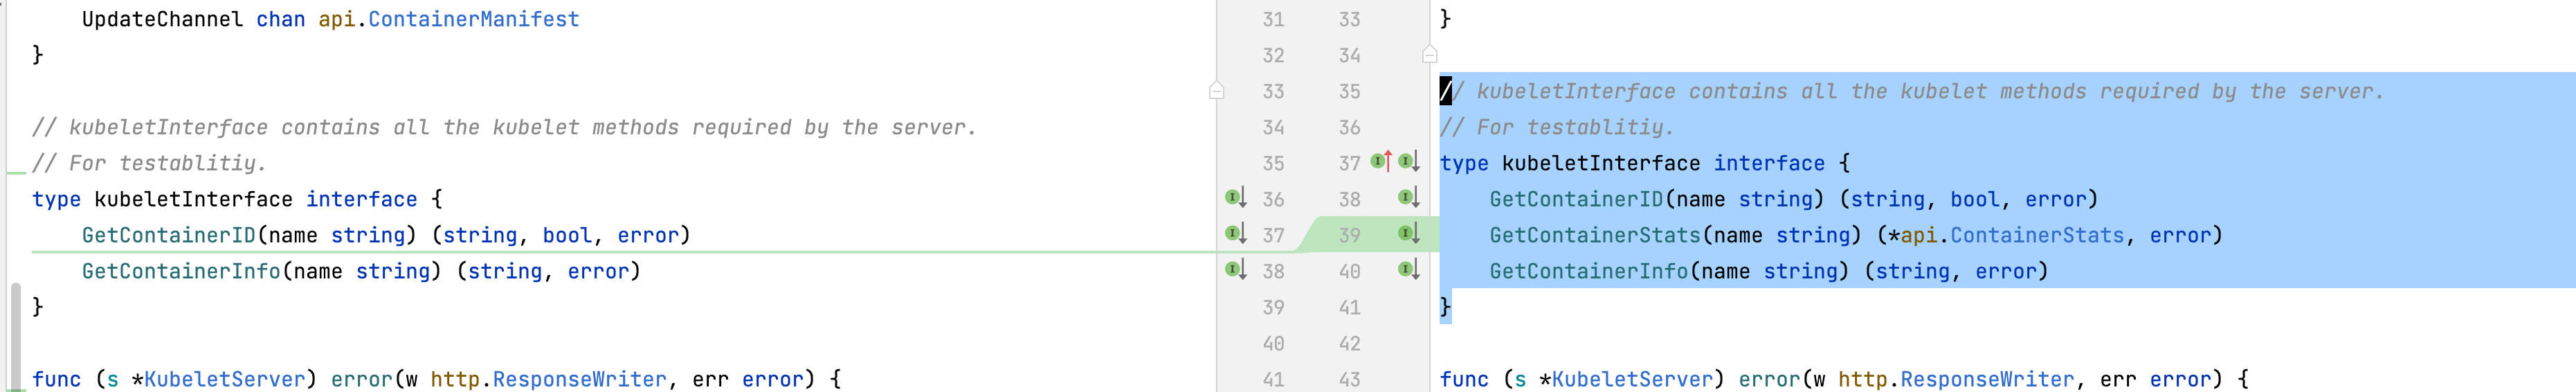 UpdateChannel chan api.ContainerManifest
}
// kubeletInterface contains all the kubelet methods required by the server.
// For testablitiy.
type kubeletInterface interface {
    GetContainerID(name string) (string, bool, error)
    GetContainerInfo(name string) (string, error)
}
func (s *KubeletServer) error(w http.ResponseWriter, err error) {
31 33
32 34
33 35
34 36
35 37
36 38
37 39
38 40
39 41
40 42
41 43
}
// kubeletInterface contains all the kubelet methods required by the server.
// For testablitiy.
type kubeletInterface interface {
    GetContainerID(name string) (string, bool, error)
    GetContainerStats(name string) (*api.ContainerStats, error)
    GetContainerInfo(name string) (string, error)
}
func (s *KubeletServer) error(w http.ResponseWriter, err error) {